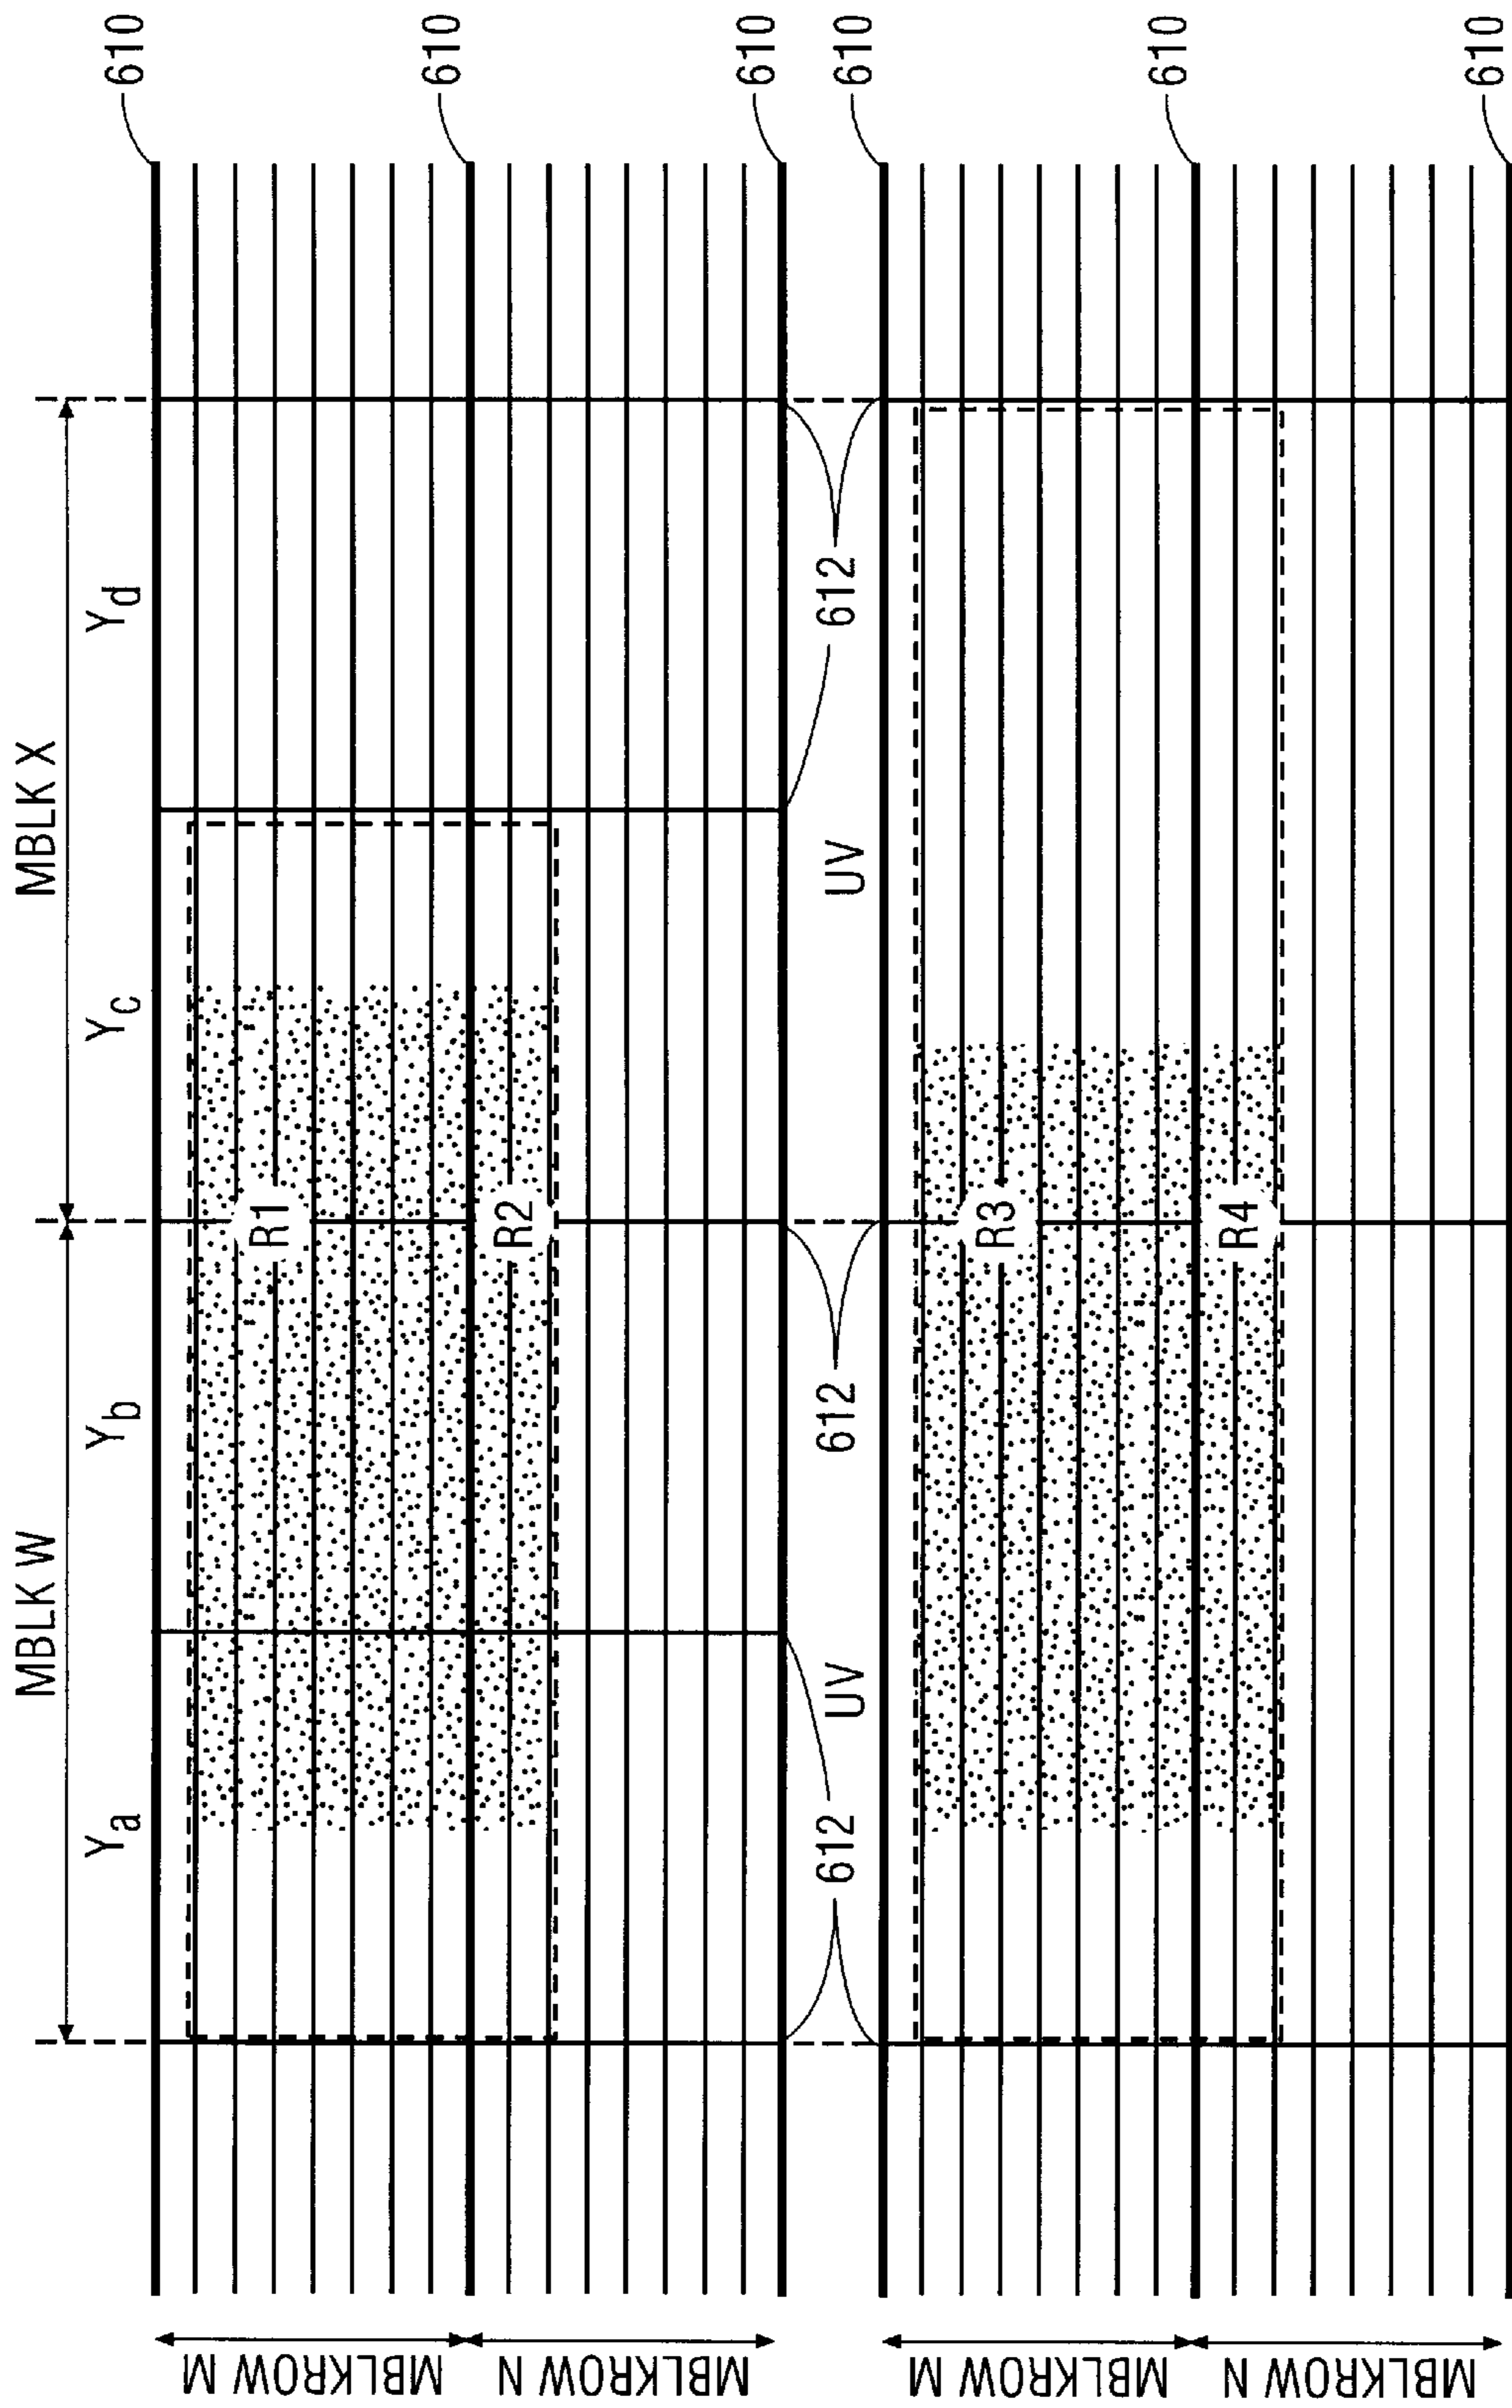 MBLK W
MBLK X
Ya
Yb
Yc
Yd
MBLKROW M
MBLKROW N
R1
R2
610
610
610
612
UV
612
UV
612
610
610
610
MBLKROW M
MBLKROW N
R3
R4